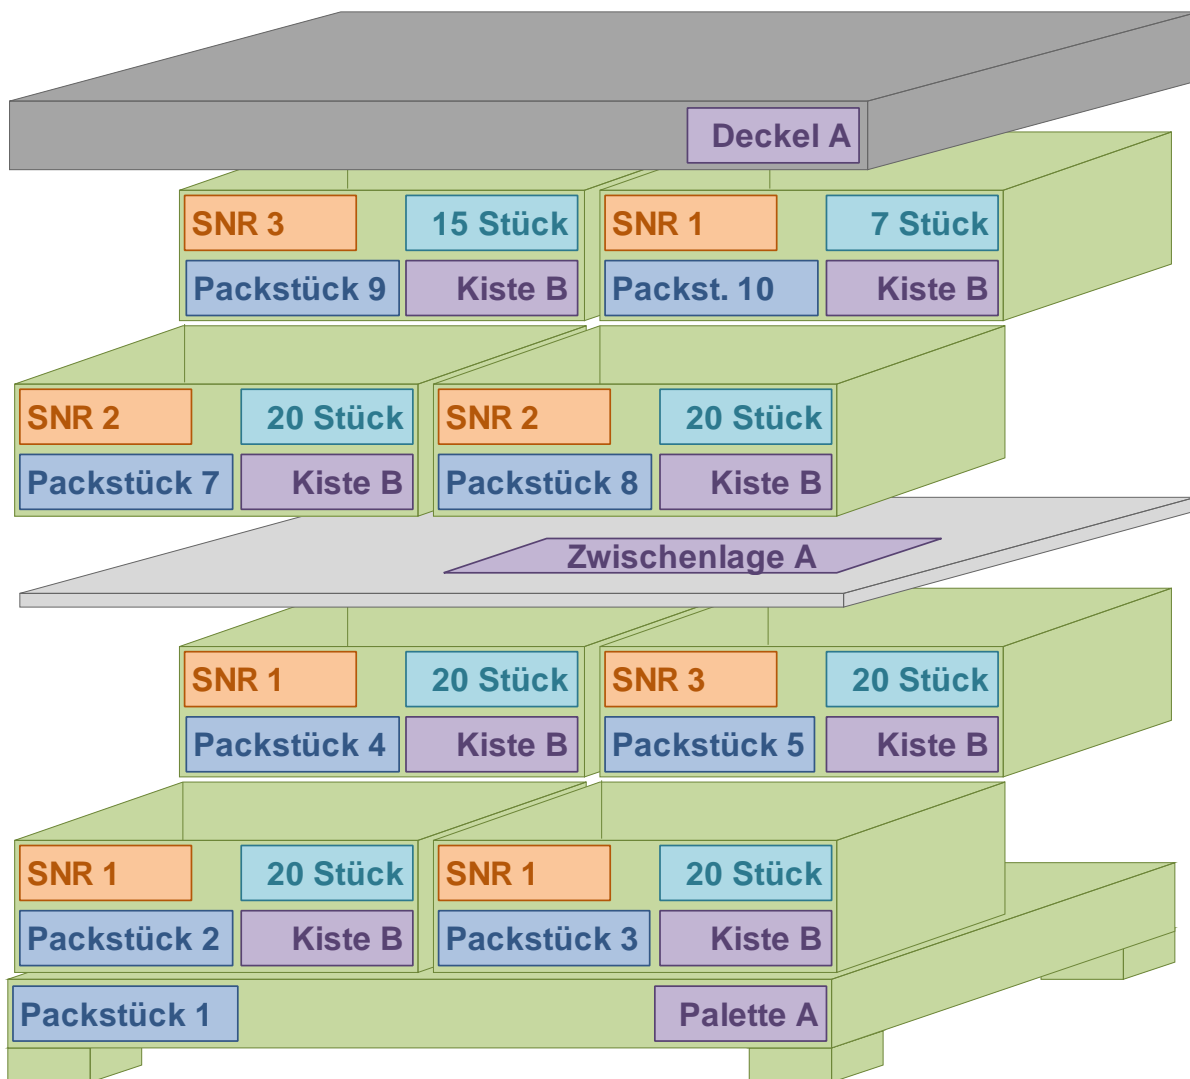 Deckel A
SNR 3
15 Stück
SNR 1
7 Stück
Packstück 9
Kiste B
Packst. 10
Kiste B
SNR 2
20 Stück
SNR 2
20 Stück
Packstück 7
Kiste B
Packstück 8
Kiste B
Zwischenlage A
SNR 1
20 Stück
SNR 3
20 Stück
Packstück 4
Kiste B
Packstück 5
Kiste B
SNR 1
20 Stück
SNR 1
20 Stück
Packstück 2
Kiste B
Packstück 3
Kiste B
Packstück 1
Palette A